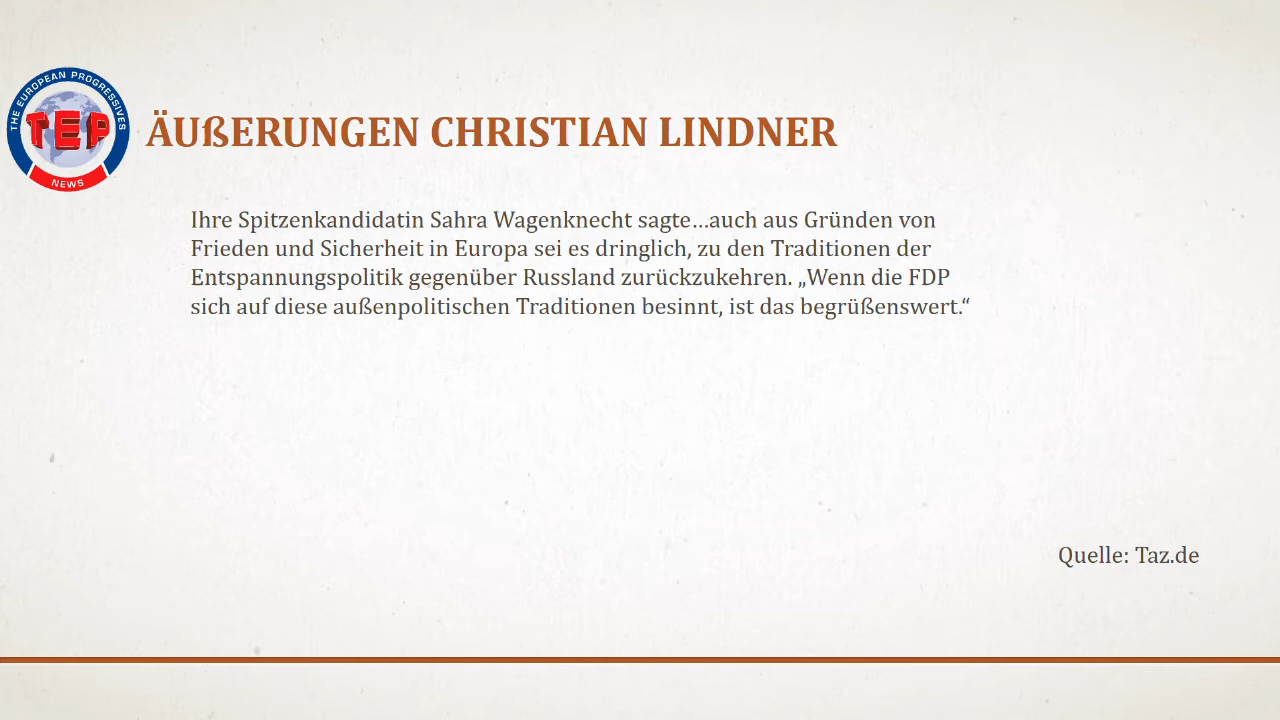 THE EUROPEAN PROGRESSIVES
TEP
NEWS
ÄUßERUNGEN CHRISTIAN LINDNER
Ihre Spitzenkandidatin Sahra Wagenknecht sagte…auch aus Gründen von
Frieden und Sicherheit in Europa sei es dringlich, zu den Traditionen der
Entspannungspolitik gegenüber Russland zurückzukehren. „Wenn die FDP
sich auf diese außenpolitischen Traditionen besinnt, ist das begrüßenswert.“
Quelle: Taz.de